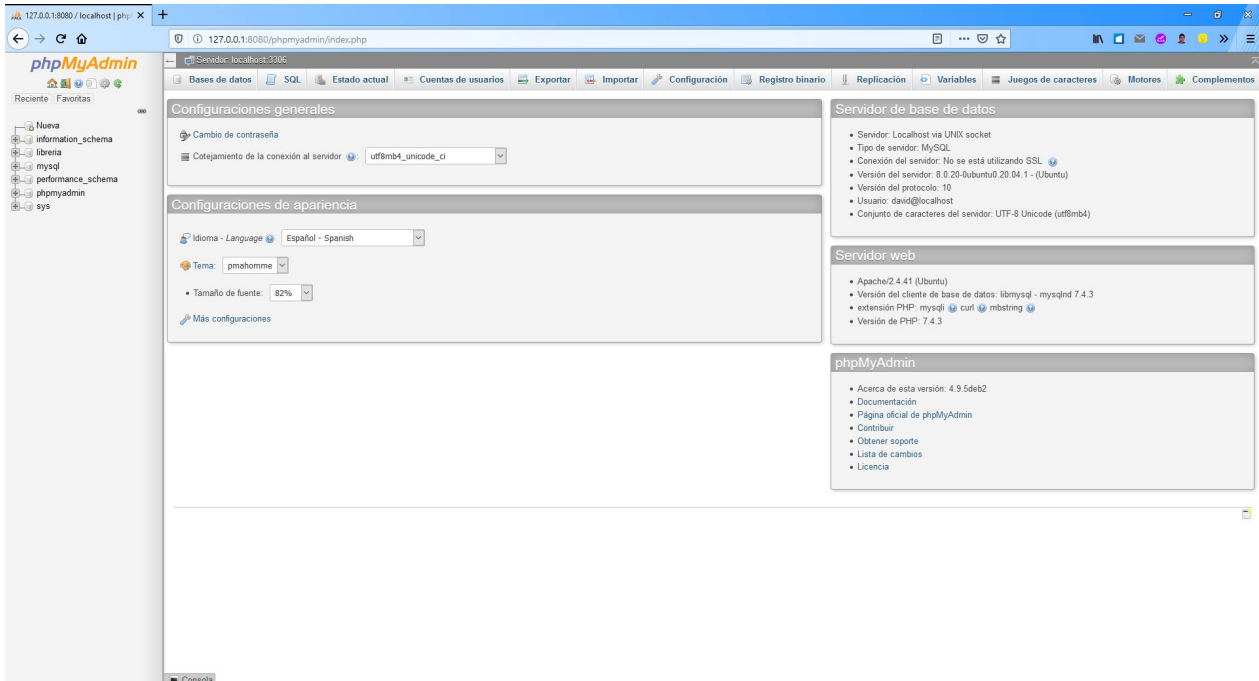 127.0.0.1:8080 / localhost | php
127.0.0.1:8080/phpmyadmin/index.php
phpMyAdmin
Reciente Favoritas
Nueva
information_schema
libreria
mysql
performance_schema
phpmyadmin
sys
Servidor: localhost:3306
Bases de datos SQL Estado actual Cuentas de usuarios Exportar Importar Configuración Registro binario Replicación Variables Juegos de caracteres Motores Complementos
Configuraciones generales
Cambio de contraseña
Cotejamiento de la conexión al servidor : utf8mb4_unicode_ci
Configuraciones de apariencia
Idioma - Language Español - Spanish
Tema: pmahomme
• Tamaño de fuente: 82%
Más configuraciones
Servidor de base de datos
• Servidor: Localhost via UNIX socket
• Tipo de servidor: MySQL
• Conexión del servidor: No se está utilizando SSL
• Versión del servidor: 8.0.20-0ubuntu0.20.04.1 - (Ubuntu)
• Versión del protocolo: 10
• Usuario: david@localhost
• Conjunto de caracteres del servidor: UTF-8 Unicode (utf8mb4)
Servidor web
• Apache/2.4.41 (Ubuntu)
• Versión del cliente de base de datos: libmysql - mysqlnd 7.4.3
• extensión PHP: mysqli curl mbstring
• Versión de PHP: 7.4.3
phpMyAdmin
• Acerca de esta versión: 4.9.5deb2
• Documentación
• Página oficial de phpMyAdmin
• Contribuir
• Obtener soporte
• Lista de cambios
• Licencia
Consola